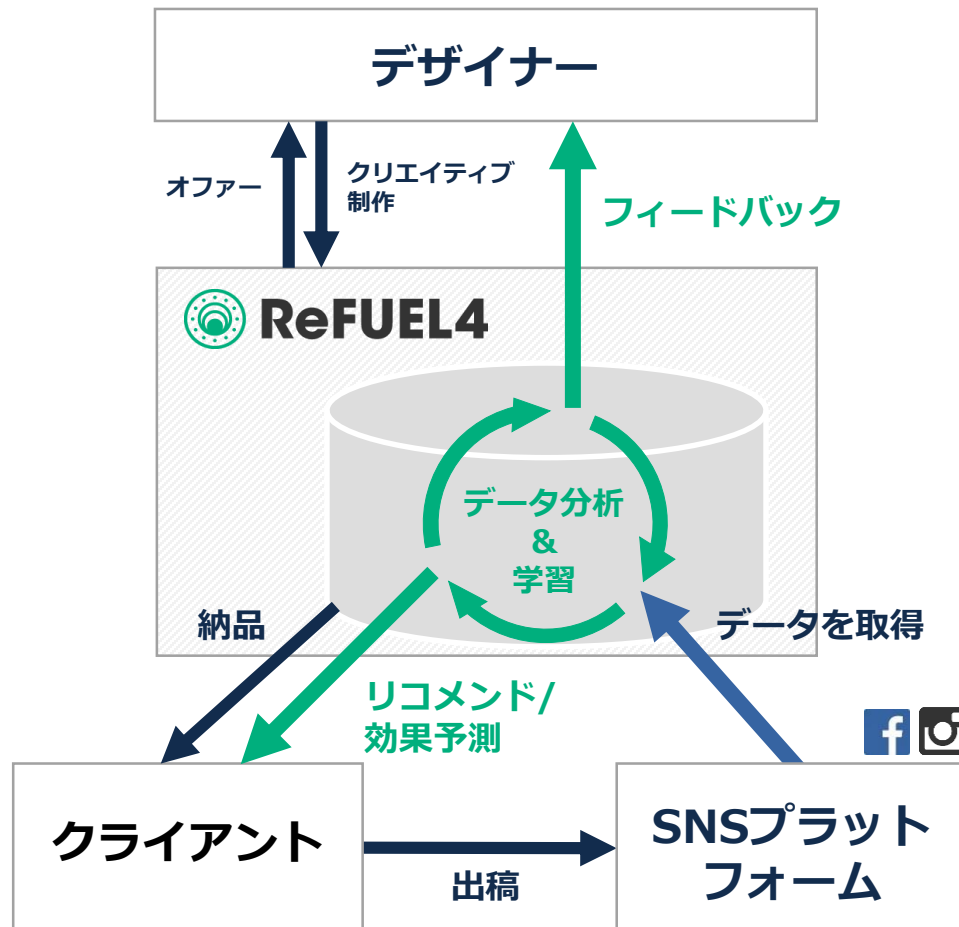 デザイナー
オファー
クリエイティブ
制作
フィードバック
ReFUEL4
データ分析
&
学習
納品
データを取得
リコメンド/
効果予測
f
クライアント
出稿
SNSプラット
フォーム